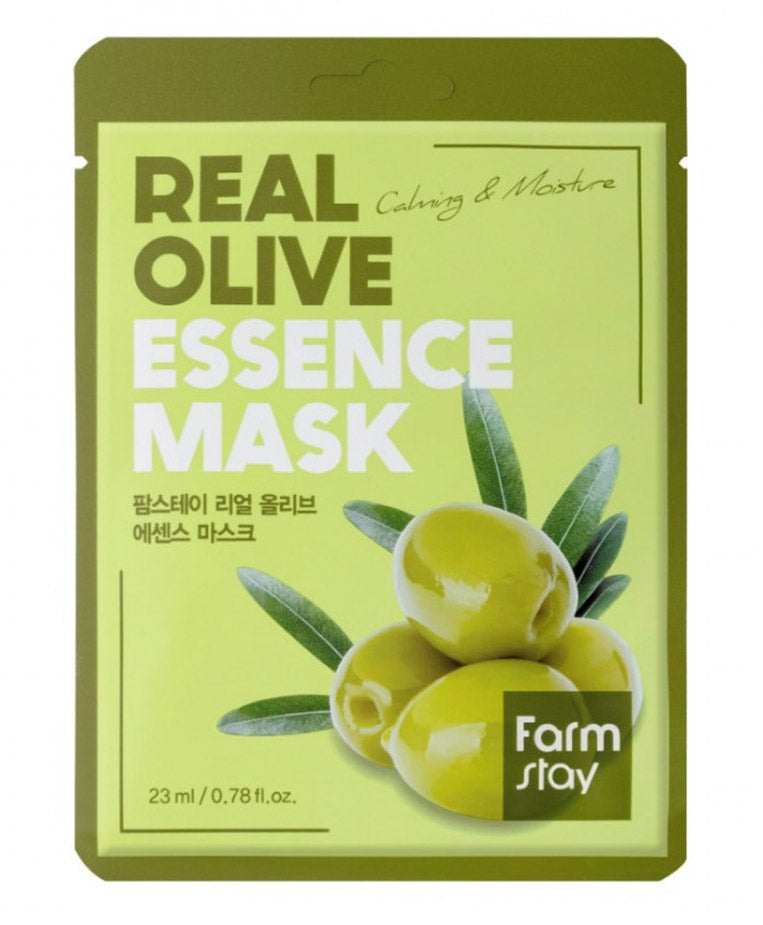 REAL
Calming & Moisture
OLIVE
ESSENCE
MASK
팜스테이 리얼 올리브
에센스 마스크
23 ml / 0.78 fl.oz.
Farm
stay